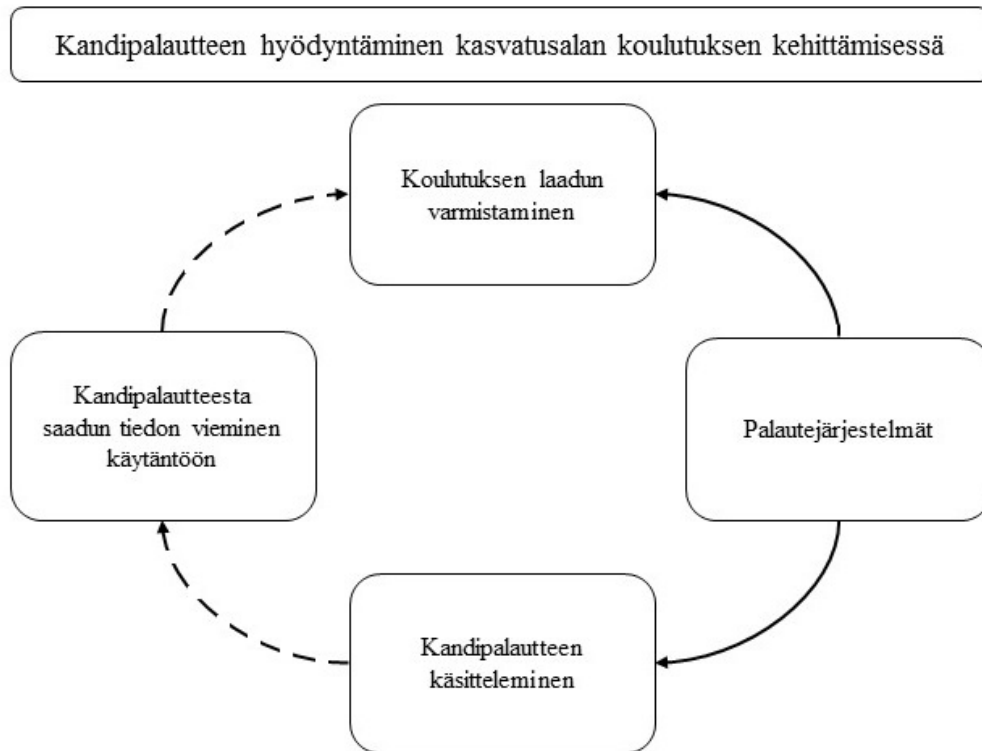 Kandipalautteen hyödyntäminen kasvatusalan koulutuksen kehittämisessä
Koulutuksen laadun
varmistaminen
Kandipalautteesta
saadun tiedon vieminen
käytäntöön
Palautejärjestelmät
Kandipalautteen
käsitteleminen